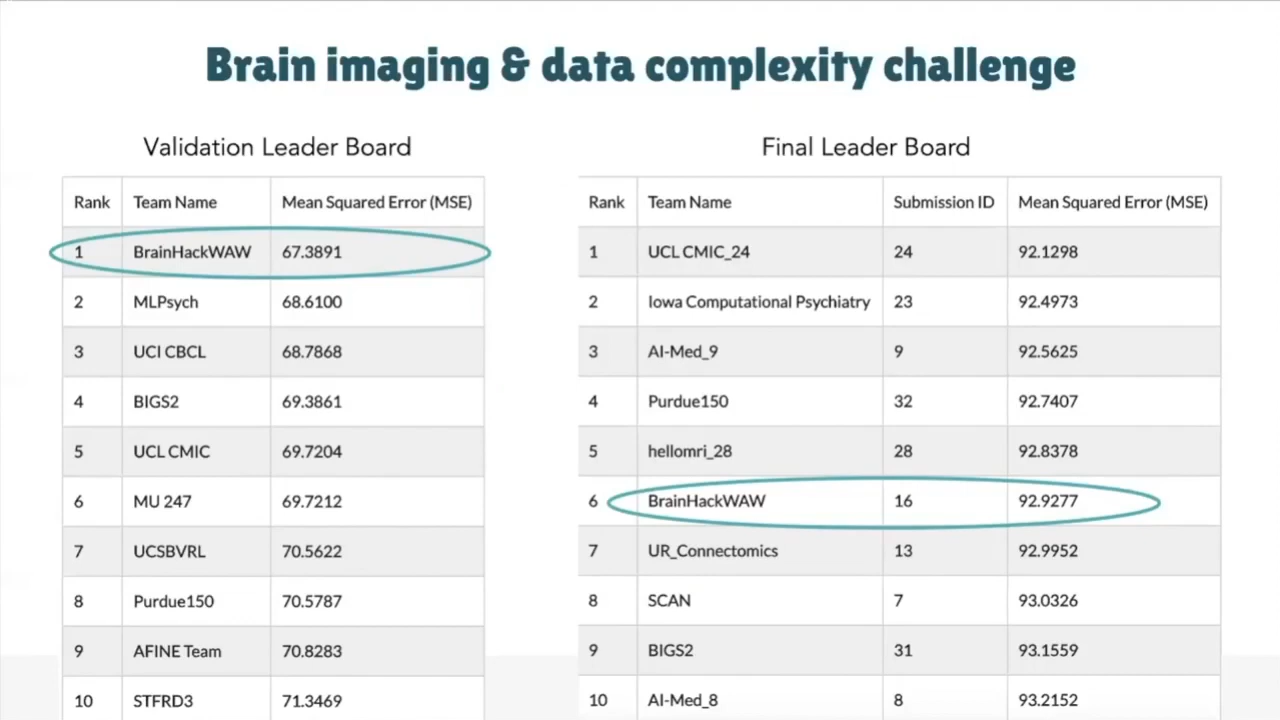 Brain imaging & data complexity challenge
Validation Leader Board
Rank Team Name Mean Squared Error (MSE)
1 BrainHackWAW 67.3891
2 MLPsych 68.6100
3 UCI CBCL 68.7868
4 BIGS2 69.3861
5 UCL CMIC 69.7204
6 MU 247 69.7212
7 UCSBVRL 70.5622
8 Purdue150 70.5787
9 AFINE Team 70.8283
10 STFRD3 71.3469
Final Leader Board
Rank Team Name Submission ID Mean Squared Error (MSE)
1 UCL CMIC_24 24 92.1298
2 Iowa Computational Psychiatry 23 92.4973
3 AI-Med_9 9 92.5625
4 Purdue150 32 92.7407
5 hellomri_28 28 92.8378
6 BrainHackWAW 16 92.9277
7 UR_Connectomics 13 92.9952
8 SCAN 7 93.0326
9 BIGS2 31 93.1559
10 AI-Med_8 8 93.2152